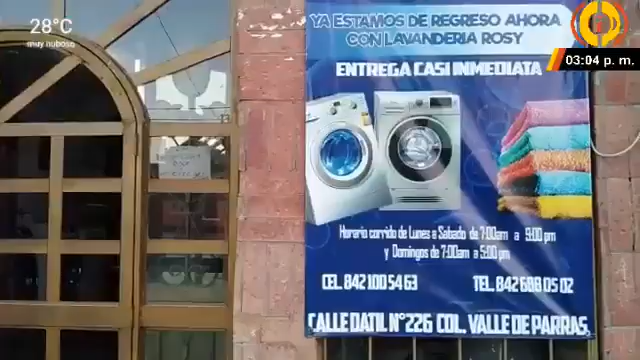 28°C
muy nuboso
03:04 p. m.
YA ESTAMOS DE REGRESO AHORA
CON LAVANDERIA ROSY
ENTREGA CASI INMEDIATA
Horario corrido de Lunes a Sabado de 7:00am a 9:00 pm
y Domingos de 7:00am a 5:00 pm
CEL. 842 100 54 63 TEL. 842 688 05 02
CALLE DATIL N°226 COL. VALLE DE PARRAS.